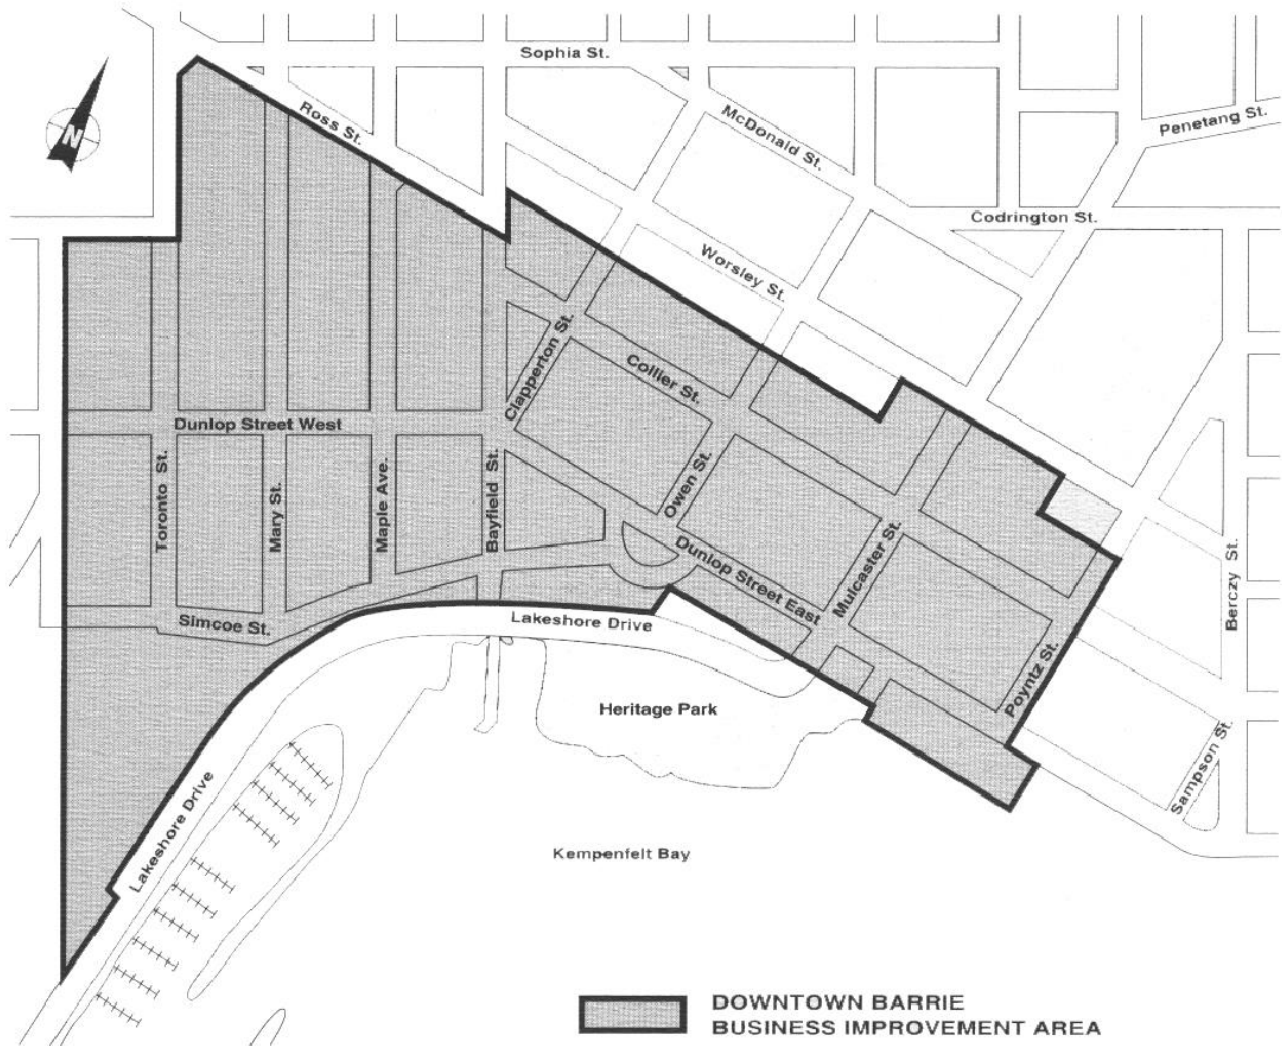 Sophia St.
Ross St.
McDonald St.
Penetang St.
N
Codrington St.
Worsley St.
Clapperton St.
Collier St.
Dunlop Street West
Toronto St.
Mary St.
Maple Ave.
Bayfield St.
Owen St.
Dunlop Street East
Mulcaster St.
Berczy St.
Simcoe St.
Lakeshore Drive
Poyntz St.
Heritage Park
Sampson St.
Lakeshore Drive
Kempenfelt Bay
DOWNTOWN BARRIE
BUSINESS IMPROVEMENT AREA